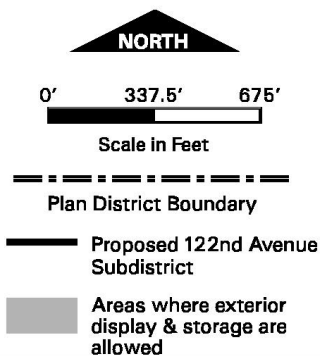 NORTH
0' 337.5' 675'
Scale in Feet
Plan District Boundary
Proposed 122nd Avenue
Subdistrict
Areas where exterior
display & storage are
allowed